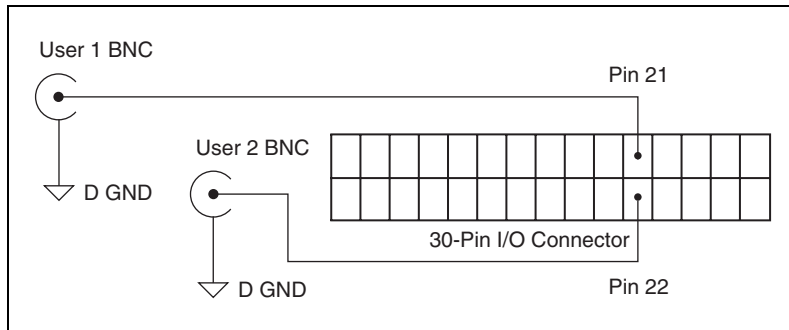 User 1 BNC
Pin 21
User 2 BNC
D GND
30-Pin I/O Connector
D GND
Pin 22